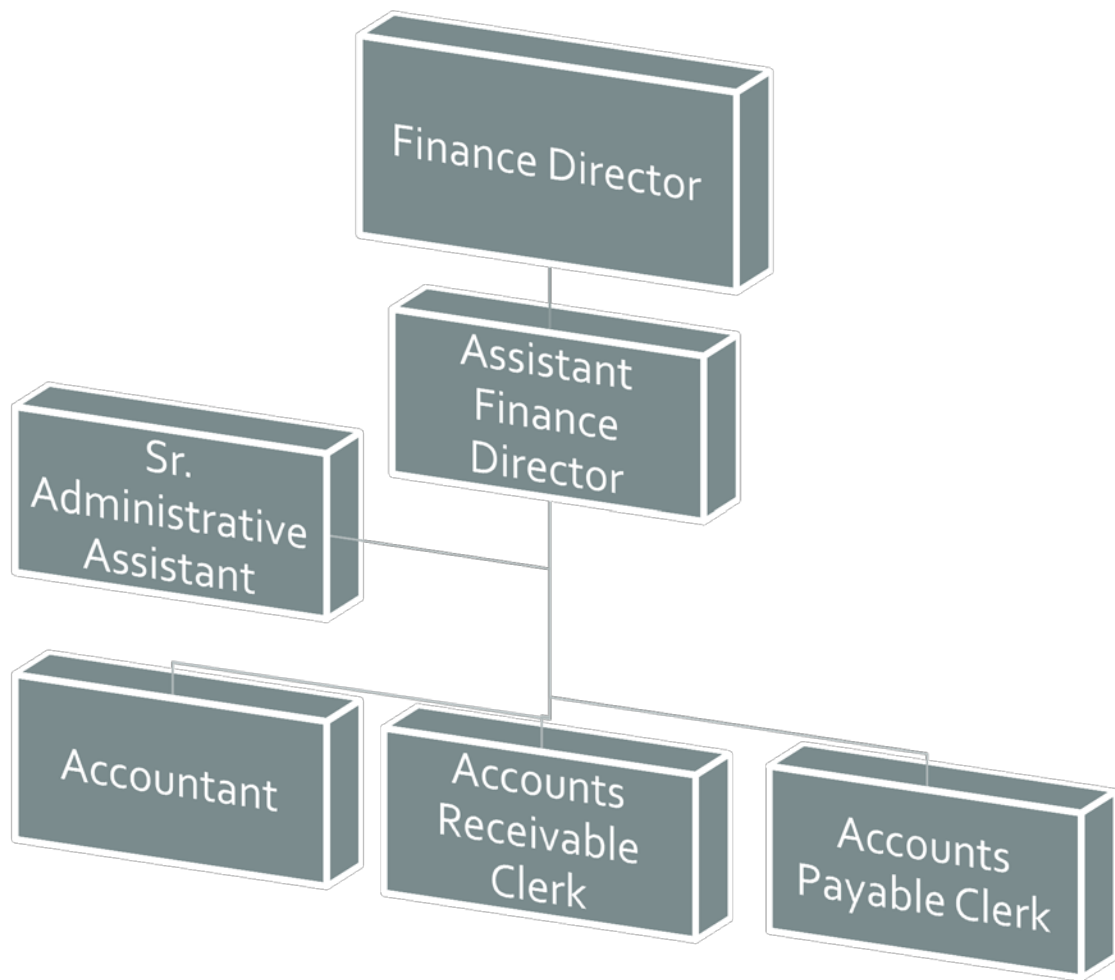 Finance Director
Assistant
Finance
Director
Sr.
Administrative
Assistant
Accountant
Accounts
Receivable
Clerk
Accounts
Payable Clerk